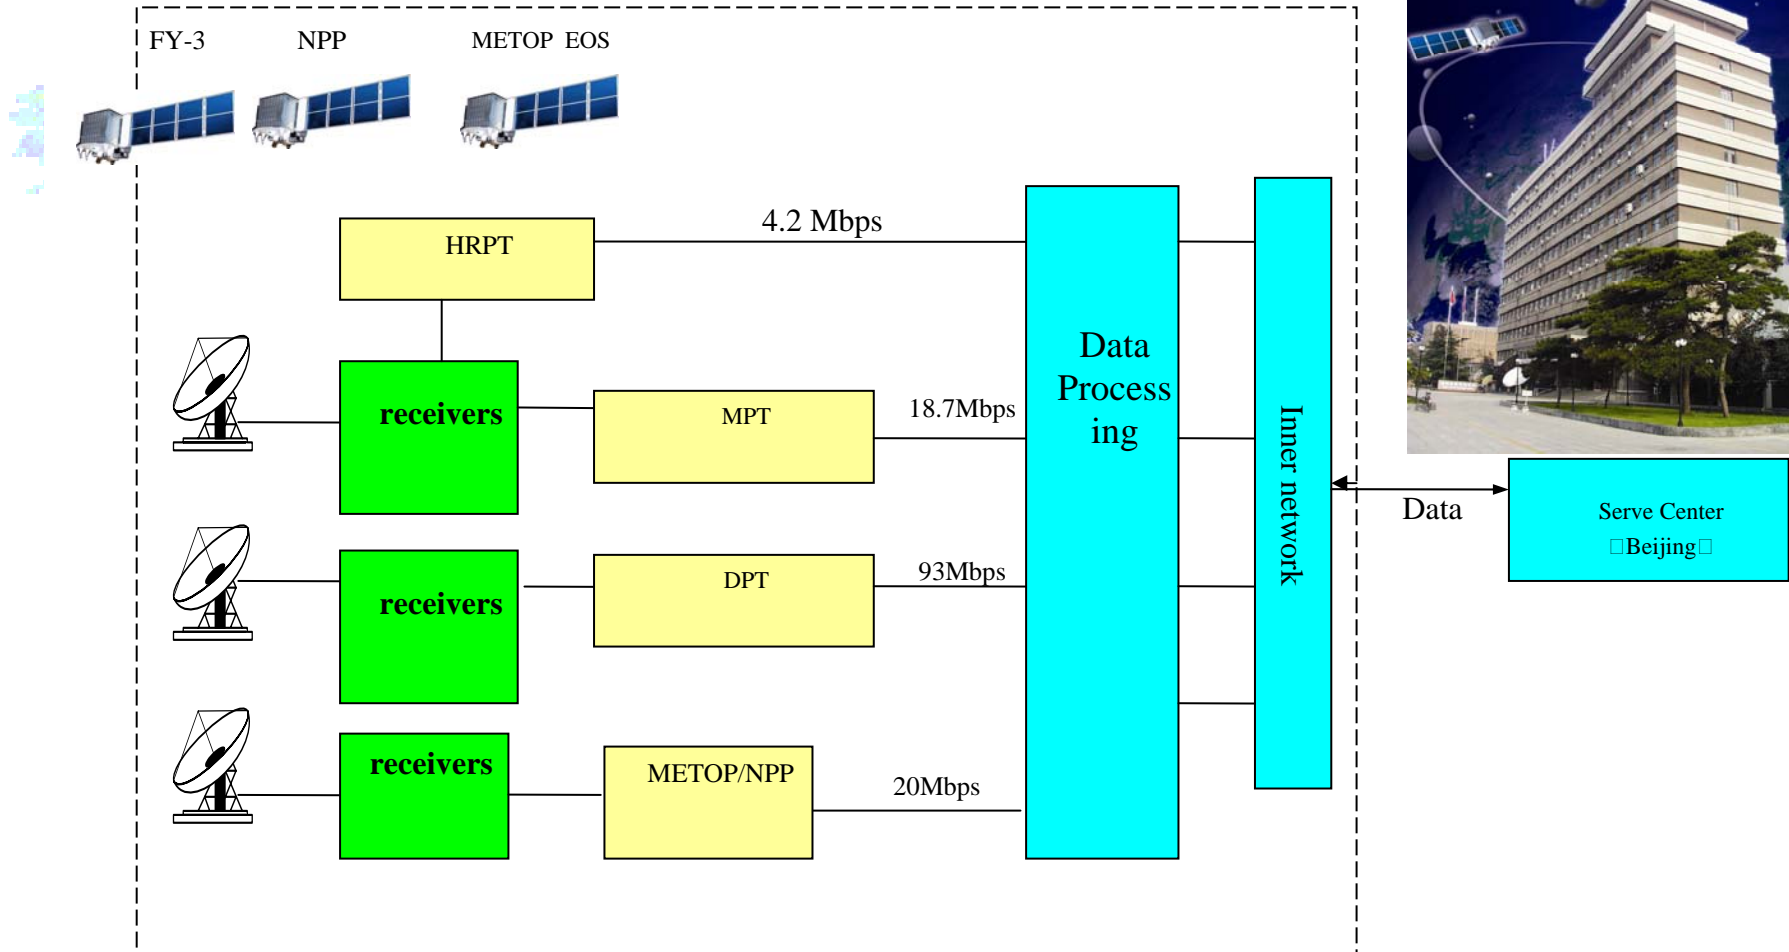 FY-3
NPP
METOP EOS
HRPT
4.2 Mbps
receivers
MPT
18.7Mbps
Data
Process
ing
Inner network
receivers
DPT
93Mbps
Data
Serve Center
□Beijing□
receivers
METOP/NPP
20Mbps